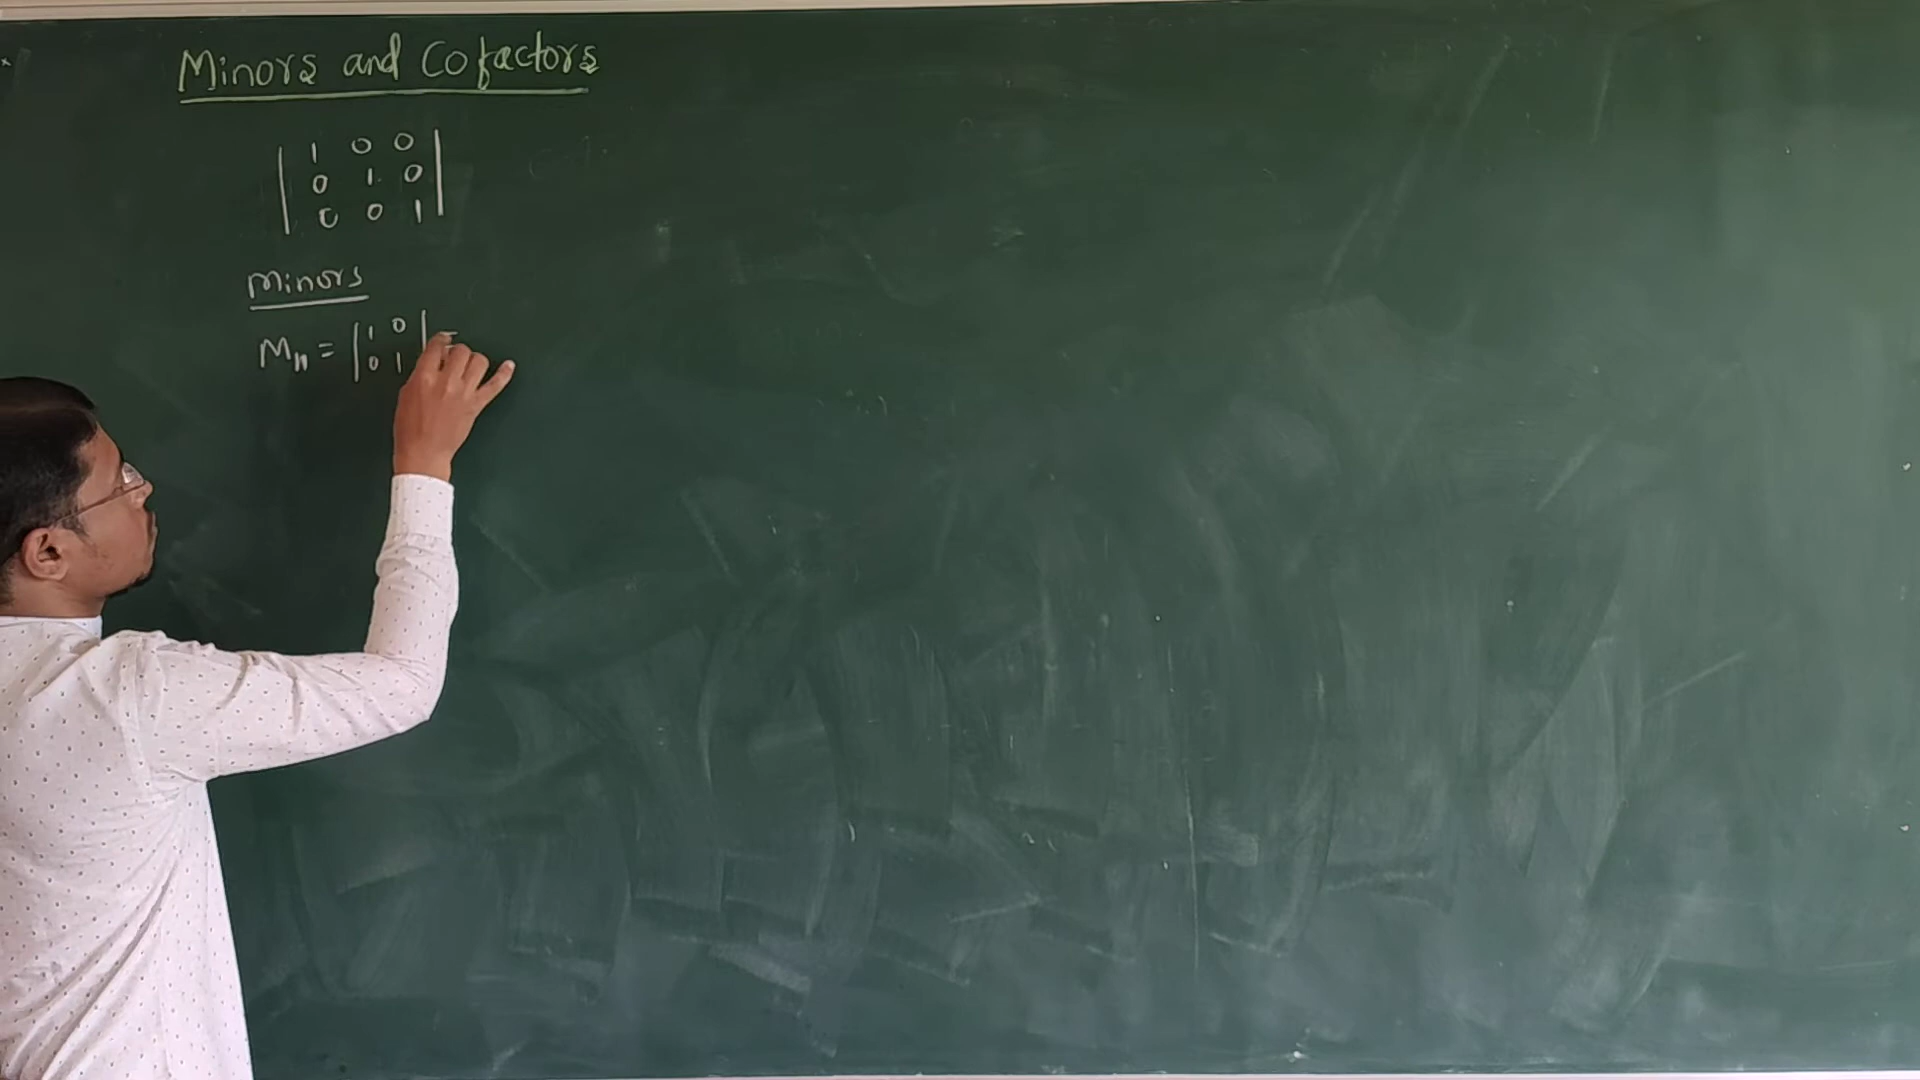 Minors and Cofactors
| 1 0 0 |
| 0 1 0 |
| 0 0 1 |
Minors
M11 = | 1 0 | =
| 0 1 |